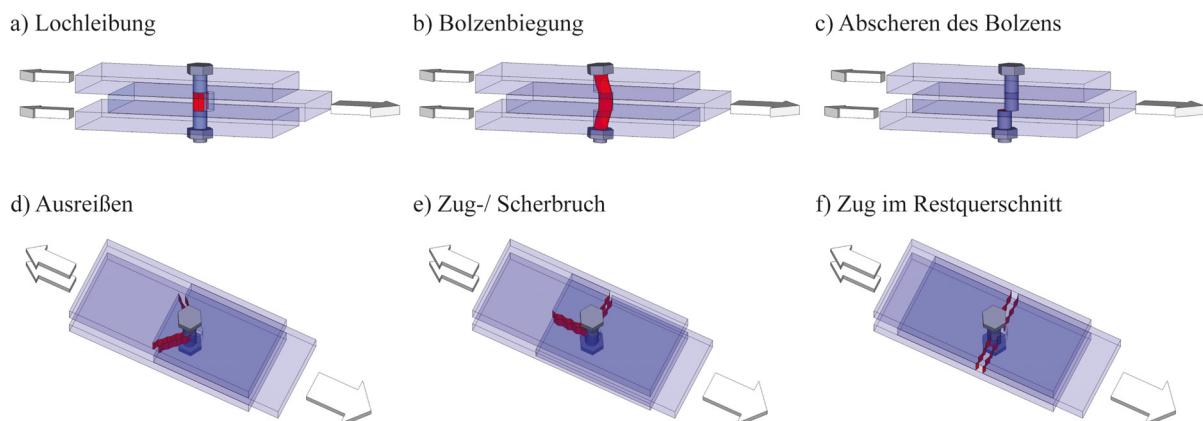 a) Lochleibung
b) Bolzenbiegung
c) Abscheren des Bolzens
d) Ausreißen
e) Zug-/ Scherbruch
f) Zug im Restquerschnitt